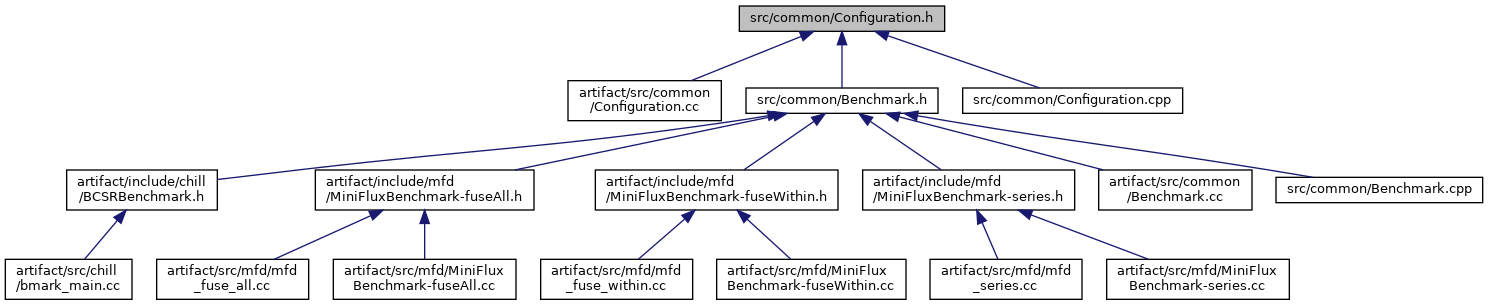 src/common/Configuration.h
artifact/src/common
/Configuration.cc
src/common/Benchmark.h
src/common/Configuration.cpp
artifact/include/chill
/BCSRBenchmark.h
artifact/include/mfd
/MiniFluxBenchmark-fuseAll.h
artifact/include/mfd
/MiniFluxBenchmark-fuseWithin.h
artifact/include/mfd
/MiniFluxBenchmark-series.h
artifact/src/common
/Benchmark.cc
src/common/Benchmark.cpp
artifact/src/chill
/bmark_main.cc
artifact/src/mfd/mfd
_fuse_all.cc
artifact/src/mfd/MiniFlux
Benchmark-fuseAll.cc
artifact/src/mfd/mfd
_fuse_within.cc
artifact/src/mfd/MiniFlux
Benchmark-fuseWithin.cc
artifact/src/mfd/mfd
_series.cc
artifact/src/mfd/MiniFlux
Benchmark-series.cc